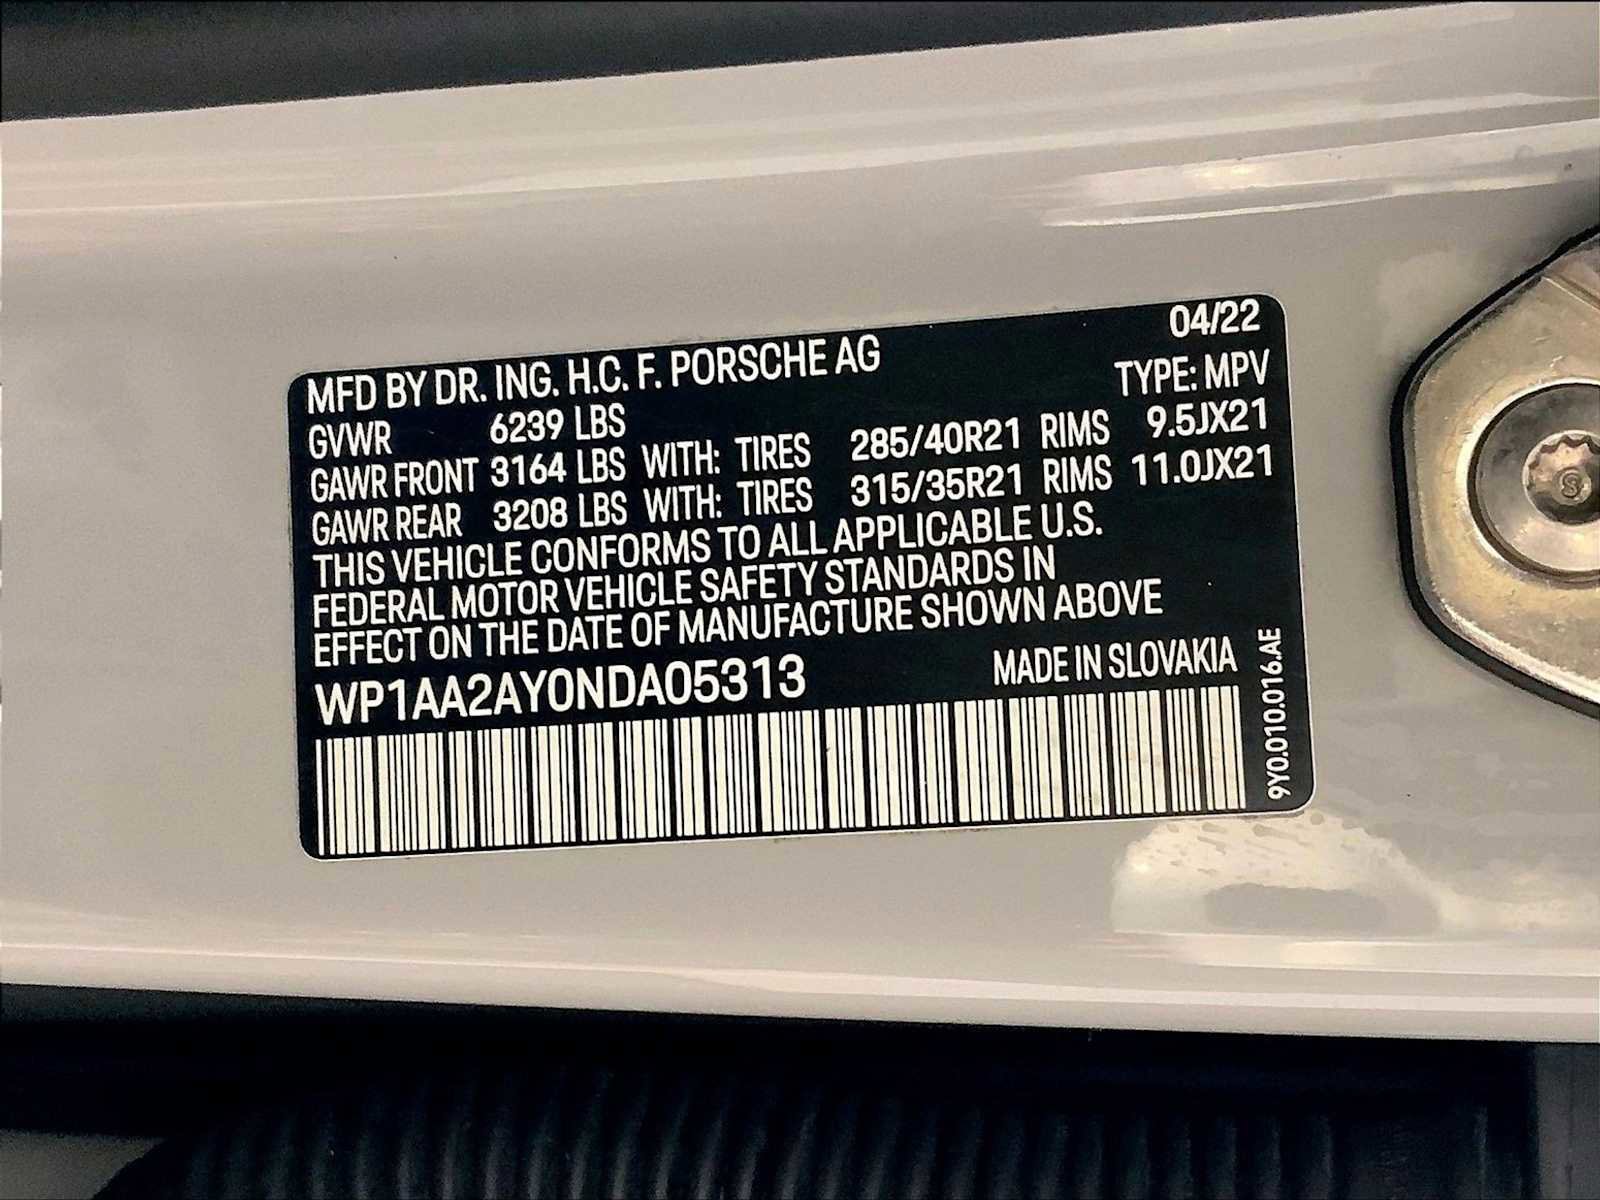 04/22
MFD BY DR. ING. H.C. F. PORSCHE AG TYPE: MPV
GVWR 6239 LBS
GAWR FRONT 3164 LBS WITH: TIRES 285/40R21 RIMS 9.5JX21
GAWR REAR 3208 LBS WITH: TIRES 315/35R21 RIMS 11.0JX21
THIS VEHICLE CONFORMS TO ALL APPLICABLE U.S.
FEDERAL MOTOR VEHICLE SAFETY STANDARDS IN
EFFECT ON THE DATE OF MANUFACTURE SHOWN ABOVE
WP1AA2AY0NDA05313 MADE IN SLOVAKIA
9Y0.010.016.AE
S